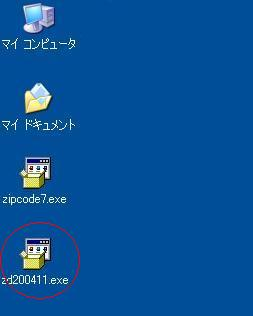 マイ コンピュータ
マイ ドキュメント
zipcode7.exe
zd200411.exe